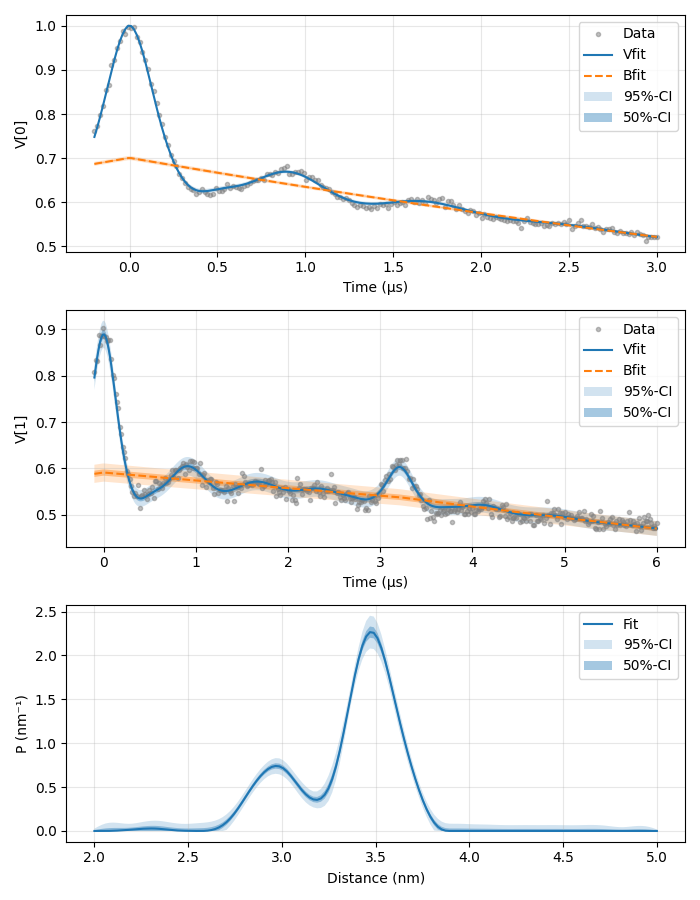 V[0]
1.0
0.9
0.8
0.7
0.6
0.5
Data
Vfit
Bfit
95%-CI
50%-CI
0.0 0.5 1.0 1.5 2.0 2.5 3.0
Time (μs)
V[1]
0.9
0.8
0.7
0.6
0.5
Data
Vfit
Bfit
95%-CI
50%-CI
0 1 2 3 4 5 6
Time (μs)
P (nm⁻¹)
2.5
2.0
1.5
1.0
0.5
0.0
Fit
95%-CI
50%-CI
2.0 2.5 3.0 3.5 4.0 4.5 5.0
Distance (nm)